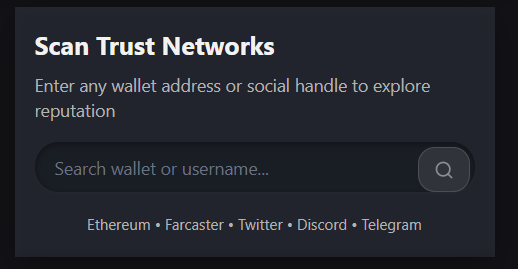 Scan Trust Networks
Enter any wallet address or social handle to explore
reputation
Search wallet or username...
Ethereum • Farcaster • Twitter • Discord • Telegram